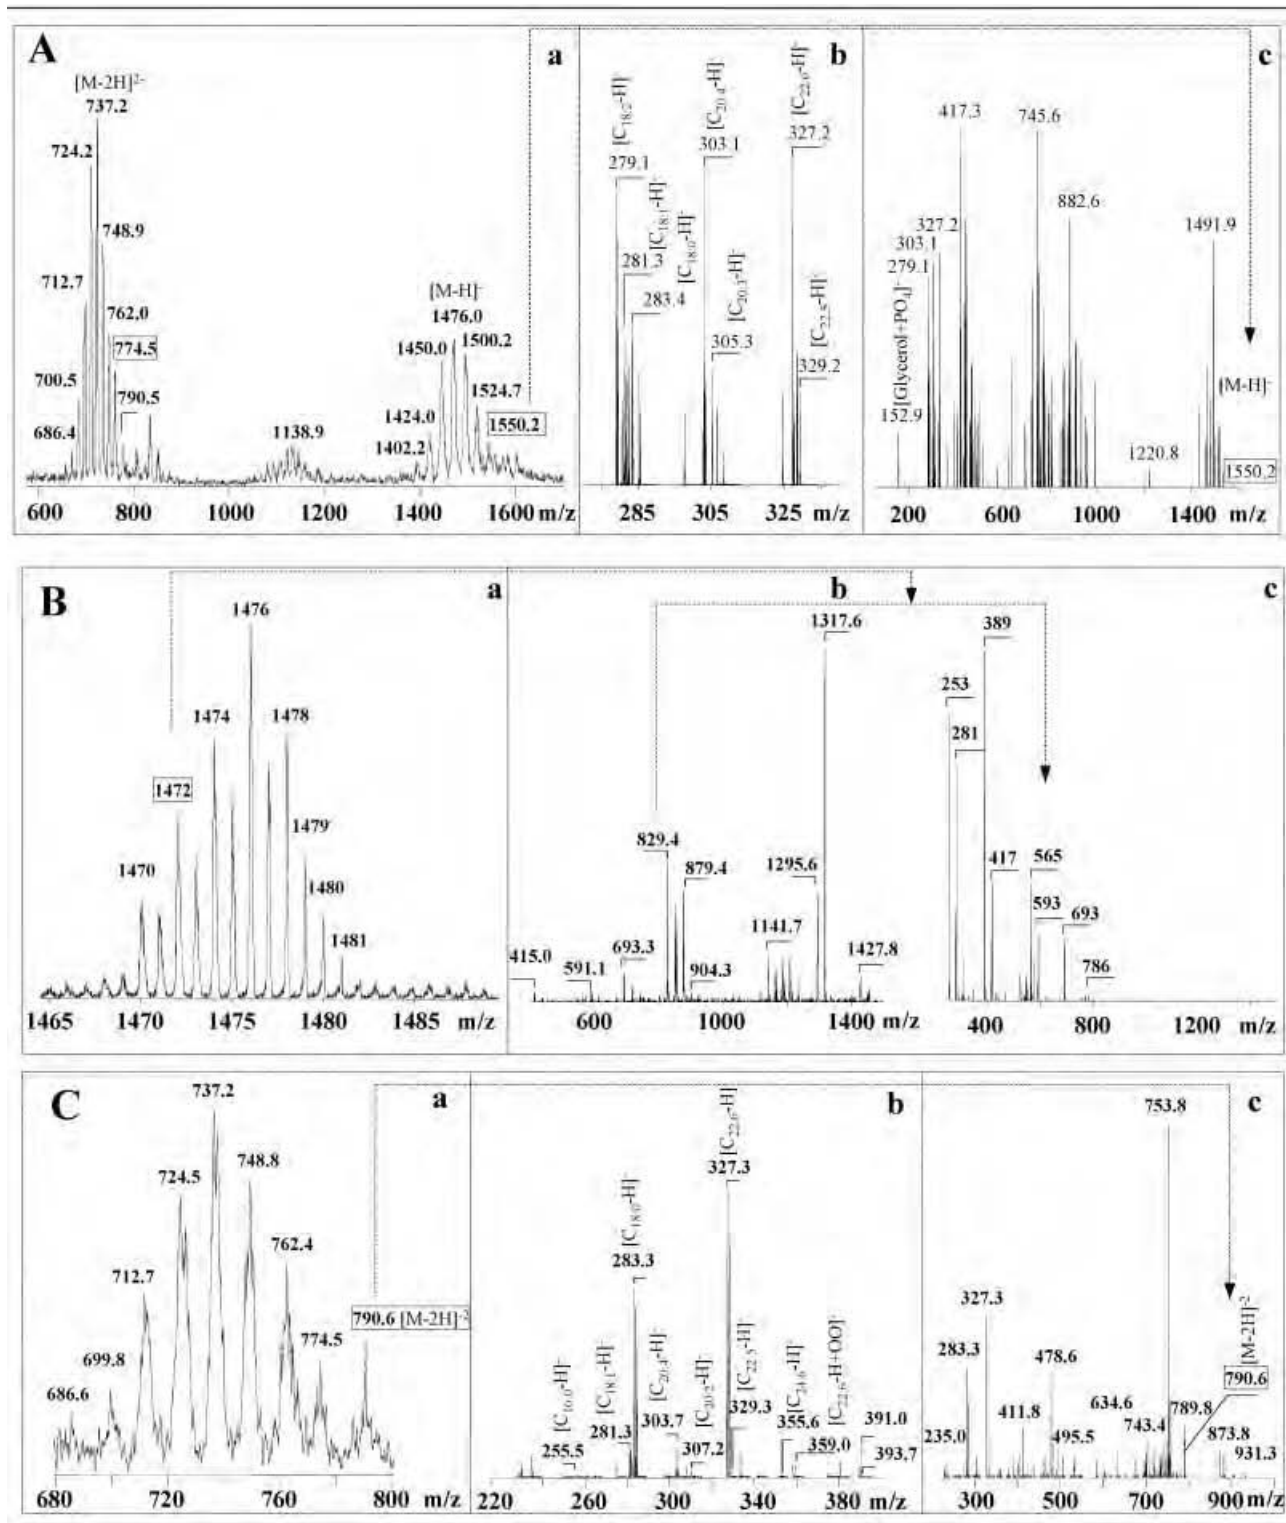 A
a
[M-2H]²⁻
737.2
724.2
748.9
712.7
762.0
774.5
700.5
790.5
686.4
1138.9
[M-H]⁻
1476.0
1450.0
1500.2
1524.7
1424.0
1550.2
1402.2
600 800 1000 1200 1400 1600 m/z
b
[C18:2-H]⁻
279.1
[C18:1-H]⁻
281.3
[C18:0-H]⁻
283.4
[C20:4-H]⁻
303.1
[C20:3-H]⁻
305.3
[C22:6-H]⁻
327.2
[C22:5-H]⁻
329.2
285 305 325 m/z
c
417.3
745.6
882.6
327.2
303.1
279.1
1491.9
[Glycerol+PO4]⁻
152.9
[M-H]⁻
1220.8
1550.2
200 600 1000 1400 m/z
B
a
1476
1474
1478
1472
1479
1470
1480
1481
1465 1470 1475 1480 1485 m/z
b
1317.6
829.4
879.4
1295.6
1141.7
693.3
415.0
591.1
904.3
1427.8
600 1000 1400 m/z
c
389
253
281
417
565
593
693
786
400 800 1200 m/z
C
a
737.2
724.5
748.8
712.7
762.4
790.6 [M-2H]⁻²
774.5
699.8
686.6
680 720 760 800 m/z
b
[C22:6-H]⁻
327.3
[C18:0-H]⁻
283.3
[C16:0-H]⁻
255.5
[C18:1-H]⁻
281.3
[C20:4-H]⁻
303.7
[C20:2-H]⁻
307.2
[C22:5-H]⁻
329.3
[C24:6-H]⁻
355.6
[C22:6-H+OO]⁻
359.0
391.0
393.7
220 260 300 340 380 m/z
c
753.8
327.3
283.3
478.6
[M-2H]⁻²
790.6
634.6
789.8
411.8
743.4
235.0
495.5
873.8
931.3
300 500 700 900 m/z